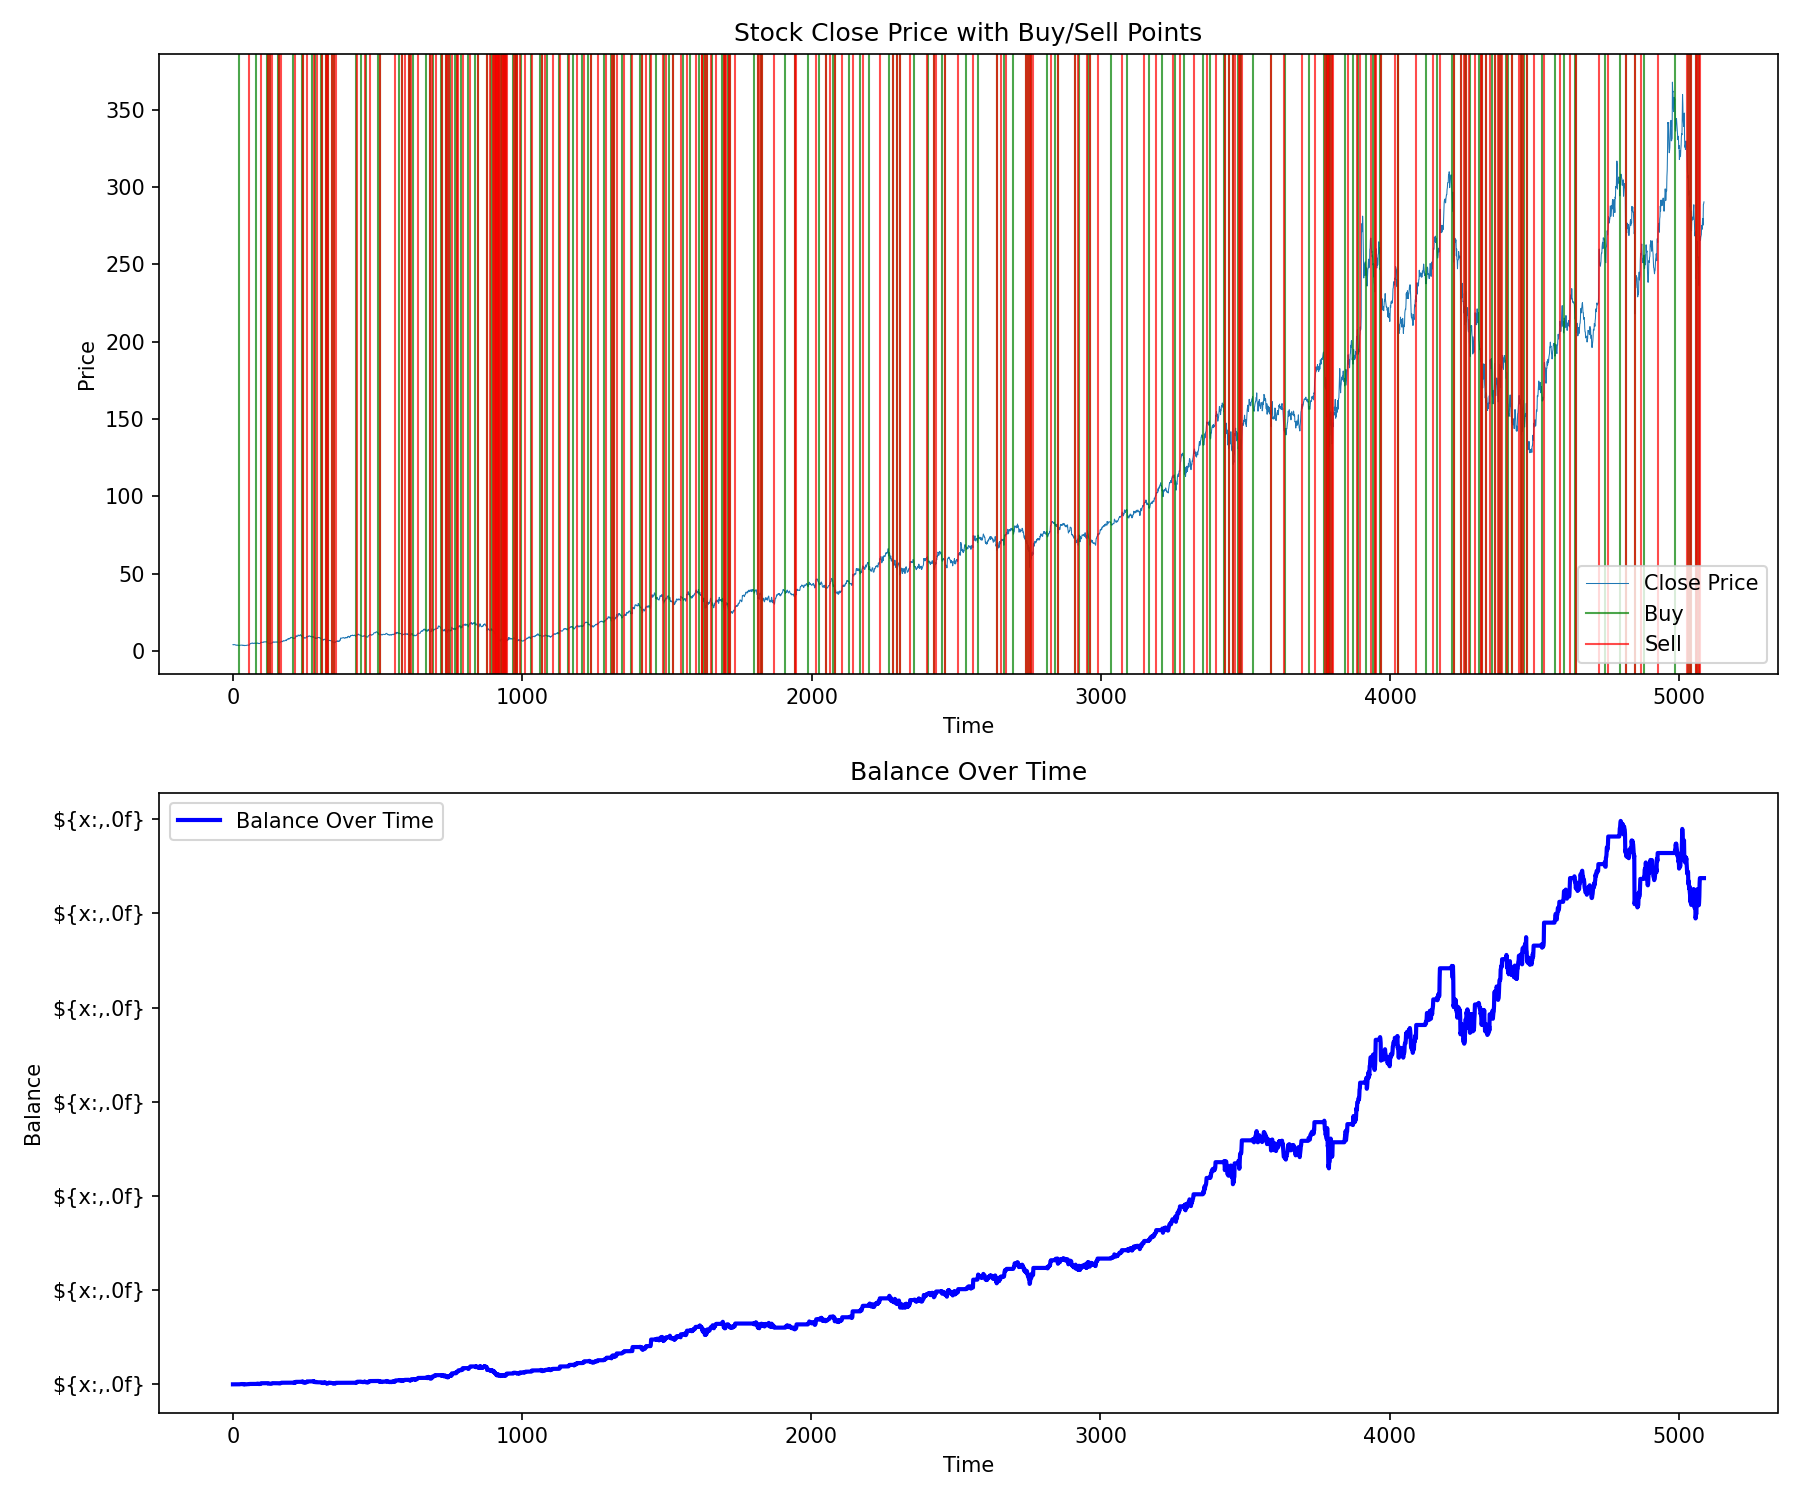 Stock Close Price with Buy/Sell Points
Price
350
300
250
200
150
100
50
0
Close Price
Buy
Sell
0 1000 2000 3000 4000 5000
Time
Balance Over Time
Balance
${x:,.0f}
${x:,.0f}
${x:,.0f}
${x:,.0f}
${x:,.0f}
${x:,.0f}
${x:,.0f}
Balance Over Time
0 1000 2000 3000 4000 5000
Time